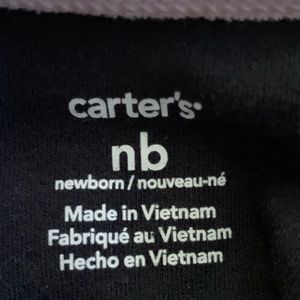 carter's
nb
newborn / nouveau-né
Made in Vietnam
Fabriqué au Vietnam
Hecho en Vietnam